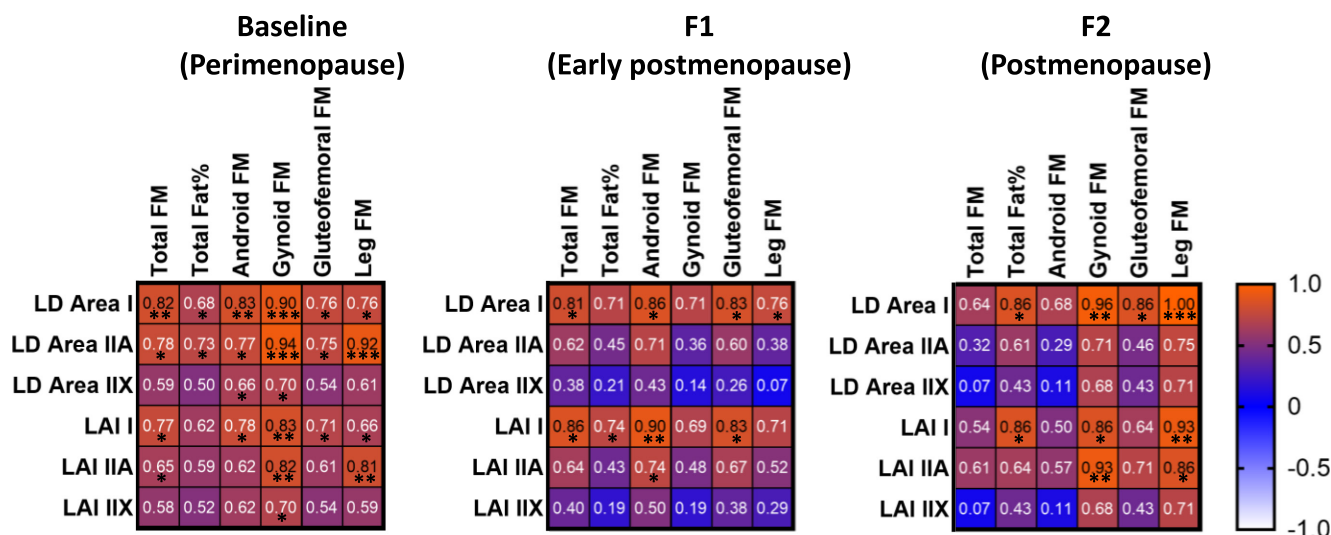 Baseline
(Perimenopause)
F1
(Early postmenopause)
F2
(Postmenopause)
Total FM
Total Fat%
Android FM
Gynoid FM
Gluteofemoral FM
Leg FM
Total FM
Total Fat%
Android FM
Gynoid FM
Gluteofemoral FM
Leg FM
Total FM
Total Fat%
Android FM
Gynoid FM
Gluteofemoral FM
Leg FM
LD Area I 0.82 ** 0.68 * 0.83 ** 0.90 *** 0.76 * 0.76 *
LD Area IIA 0.78 * 0.73 * 0.77 * 0.94 *** 0.75 * 0.92 ***
LD Area IIX 0.59 0.50 0.66 * 0.70 * 0.54 0.61
LAI I 0.77 * 0.62 0.78 * 0.83 ** 0.71 * 0.66 *
LAI IIA 0.65 * 0.59 0.62 0.82 ** 0.61 0.81 **
LAI IIX 0.58 0.52 0.62 0.70 * 0.54 0.59
LD Area I 0.81 * 0.71 0.86 * 0.71 0.83 * 0.76 *
LD Area IIA 0.62 0.45 0.71 0.36 0.60 0.38
LD Area IIX 0.38 0.21 0.43 0.14 0.26 0.07
LAI I 0.86 * 0.74 * 0.90 ** 0.69 0.83 * 0.71
LAI IIA 0.64 0.43 0.74 * 0.48 0.67 0.52
LAI IIX 0.40 0.19 0.50 0.19 0.38 0.29
LD Area I 0.64 0.86 * 0.68 0.96 ** 0.86 * 1.00 ***
LD Area IIA 0.32 0.61 0.29 0.71 0.46 0.75
LD Area IIX 0.07 0.43 0.11 0.68 0.43 0.71
LAI I 0.54 0.86 * 0.50 0.86 * 0.64 0.93 **
LAI IIA 0.61 0.64 0.57 0.93 ** 0.71 0.86 *
LAI IIX 0.07 0.43 0.11 0.68 0.43 0.71
1.0
0.5
0
-0.5
-1.0